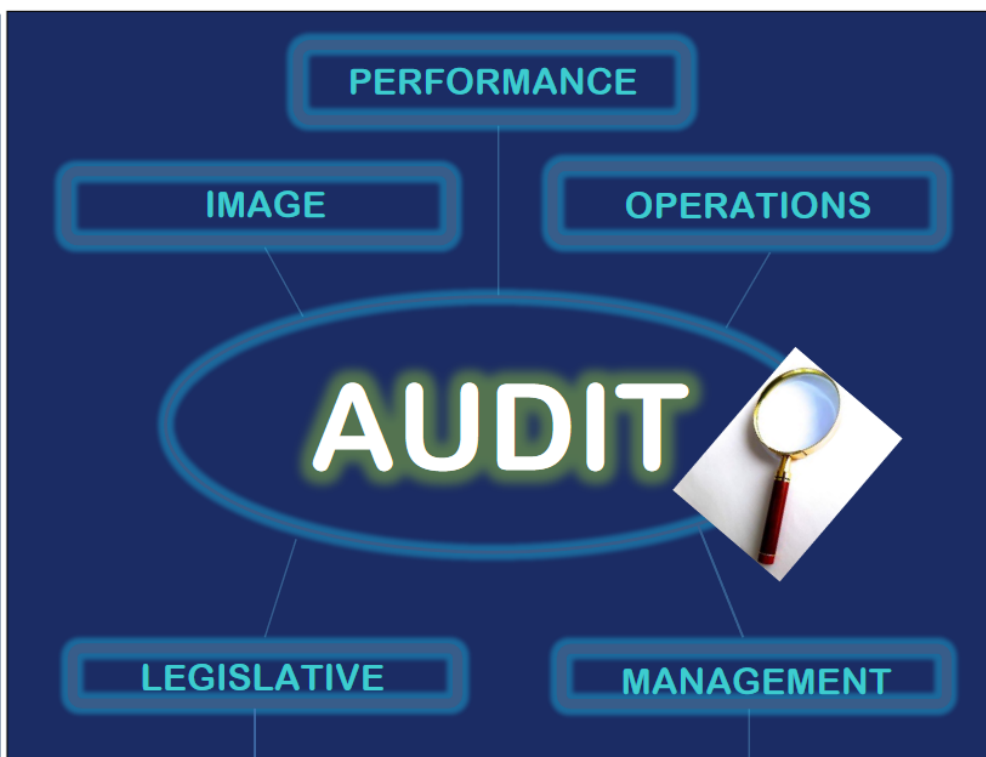 PERFORMANCE
IMAGE
OPERATIONS
AUDIT
LEGISLATIVE
MANAGEMENT